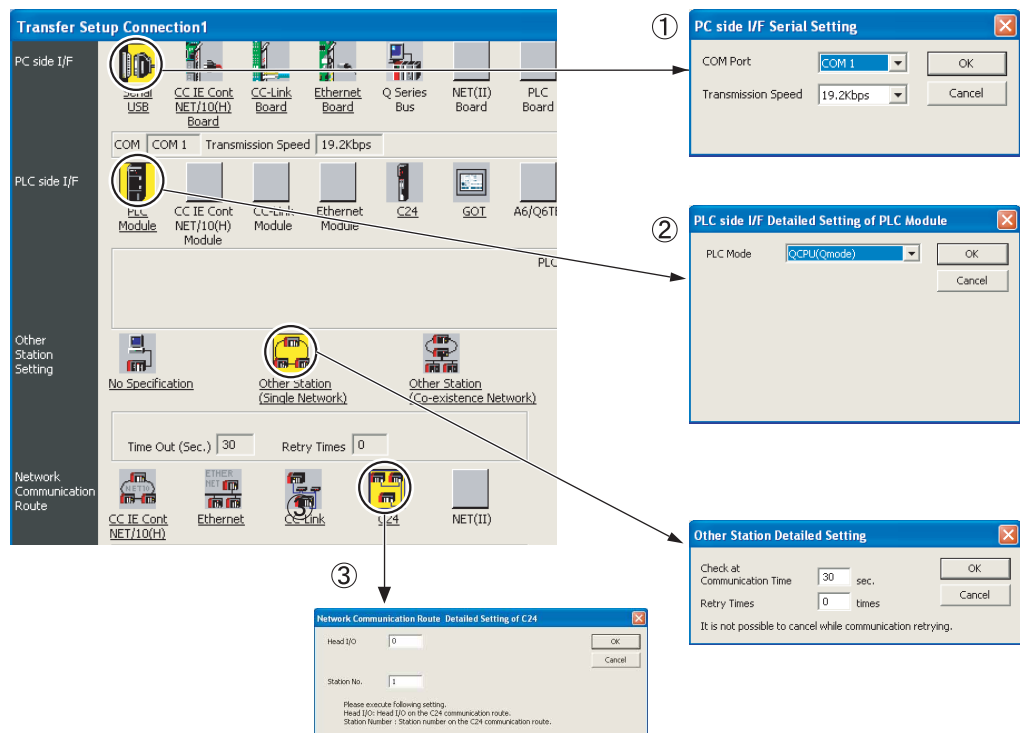 Transfer Setup Connection1
PC side I/F
Serial
USB
CC IE Cont
NET/10(H)
Board
CC-Link
Board
Ethernet
Board
Q Series
Bus
NET(II)
Board
PLC
Board
COM
COM 1
Transmission Speed
19.2Kbps
PLC side I/F
PLC
Module
CC IE Cont
NET/10(H)
Module
CC-Link
Module
Ethernet
Module
C24
GOT
PLC
Other
Station
Setting
No Specification
Other Station
(Single Network)
Other Station
(Co-existence Network)
Time Out (Sec.)
30
Retry Times
0
Network
Communication
Route
CC IE Cont
NET/10(H)
Ethernet
CC-Link
C24
NET(II)
①
PC side I/F Serial Setting
COM Port
COM 1
OK
Transmission Speed
19.2Kbps
Cancel
②
PLC side I/F Detailed Setting of PLC Module
PLC Mode
QCPU(Qmode)
OK
Cancel
Other Station Detailed Setting
Check at
Communication Time
30
sec.
OK
Retry Times
0
times
Cancel
It is not possible to cancel while communication retrying.
③
Network Communication Route Detailed Setting of C24
Head I/O
0
OK
Cancel
Station No.
1
Please execute following setting.
Head I/O: Head I/O on the C24 communication route.
Station Number : Station number on the C24 communication route.